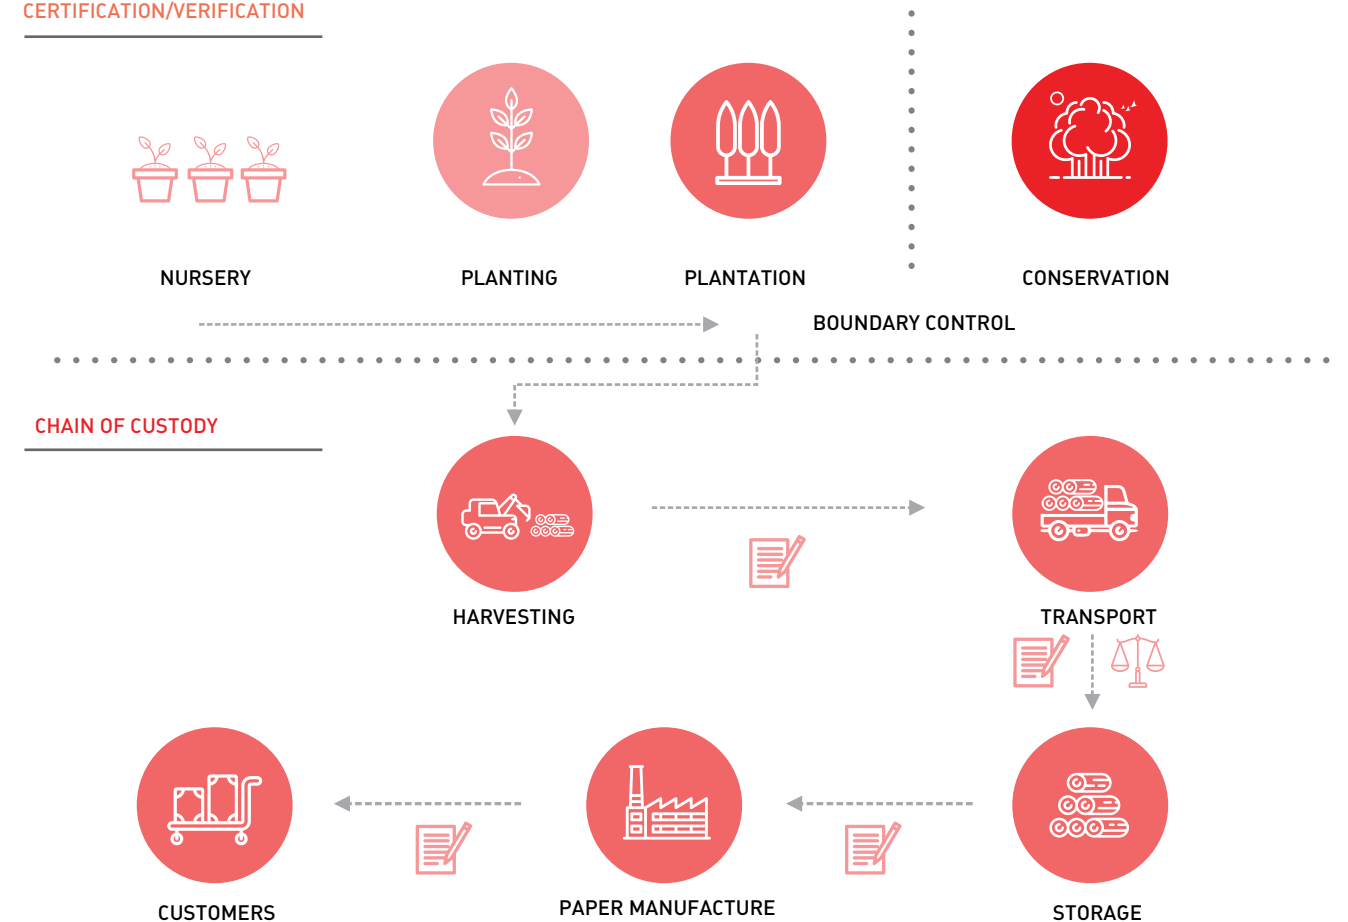 CERTIFICATION/VERIFICATION
NURSERY
PLANTING
PLANTATION
CONSERVATION
BOUNDARY CONTROL
CHAIN OF CUSTODY
HARVESTING
TRANSPORT
CUSTOMERS
PAPER MANUFACTURE
STORAGE